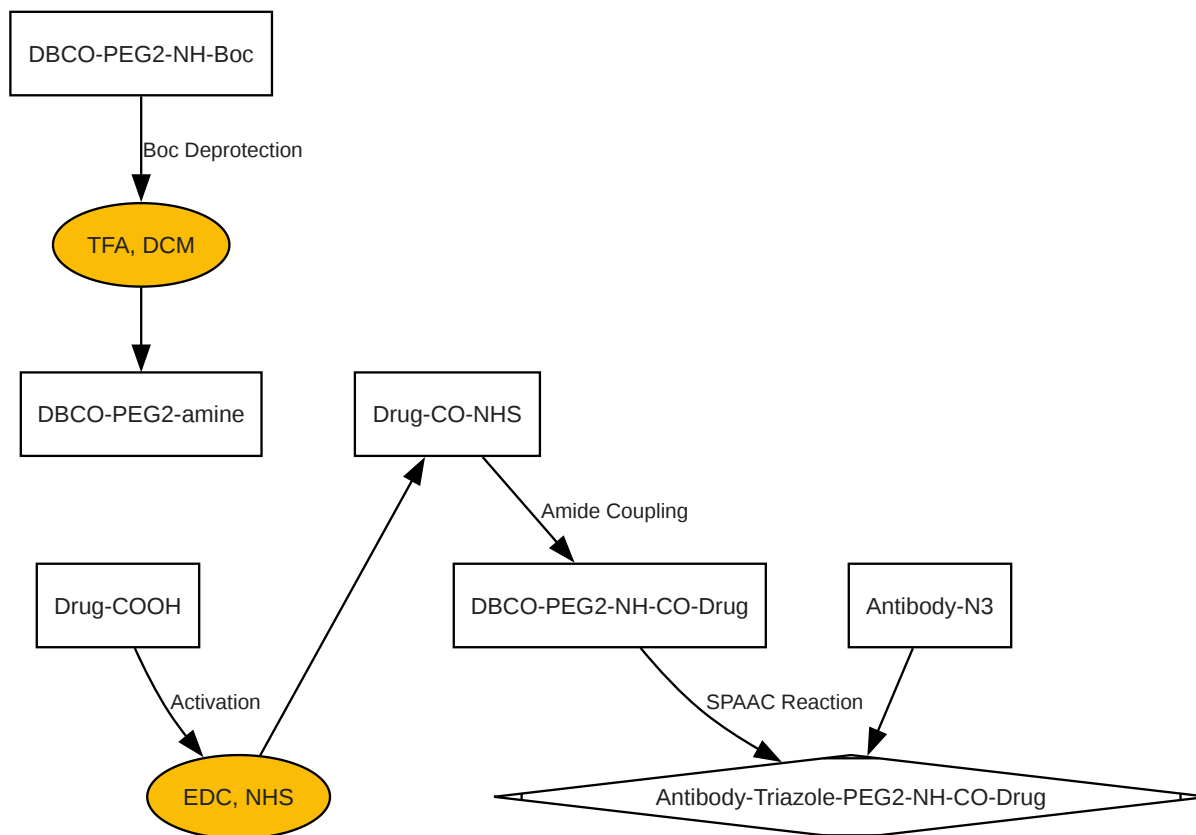 DBCO-PEG2-NH-Boc
Boc Deprotection
TFA, DCM
DBCO-PEG2-amine
Drug-CO-NHS
Amide Coupling
Drug-COOH
DBCO-PEG2-NH-CO-Drug
Antibody-N3
Activation
SPAAC Reaction
EDC, NHS
Antibody-Triazole-PEG2-NH-CO-Drug